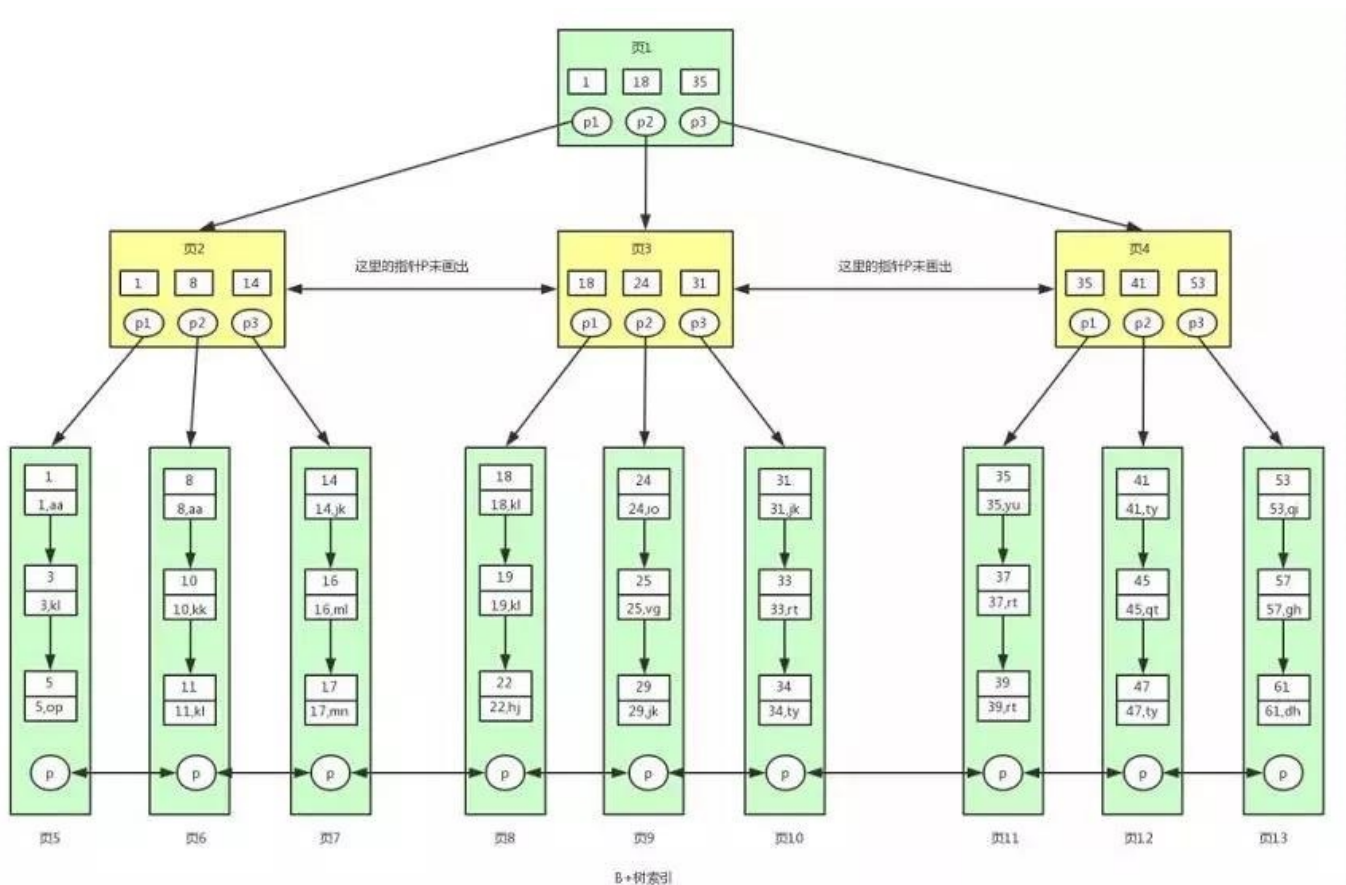 页1
1 18 35
p1 p2 p3
页2
1 8 14
p1 p2 p3
这里的指针P未画出
页3
18 24 31
p1 p2 p3
这里的指针P未画出
页4
35 41 53
p1 p2 p3
1
1,aa
3
3,kl
5
5,op
p
页5
8
8,aa
10
10,kk
11
11,kl
p
页6
14
14,jk
16
16,ml
17
17,mn
p
页7
18
18,kl
19
19,kl
22
22,hj
p
页8
24
24,io
25
25,vg
29
29,jk
p
页9
31
31,jk
33
33,rt
34
34,ty
p
页10
35
35,yu
37
37,rt
39
39,rt
p
页11
41
41,ty
45
45,qt
47
47,ty
p
页12
53
53,qi
57
57,gh
61
61,dh
p
页13
B+树索引